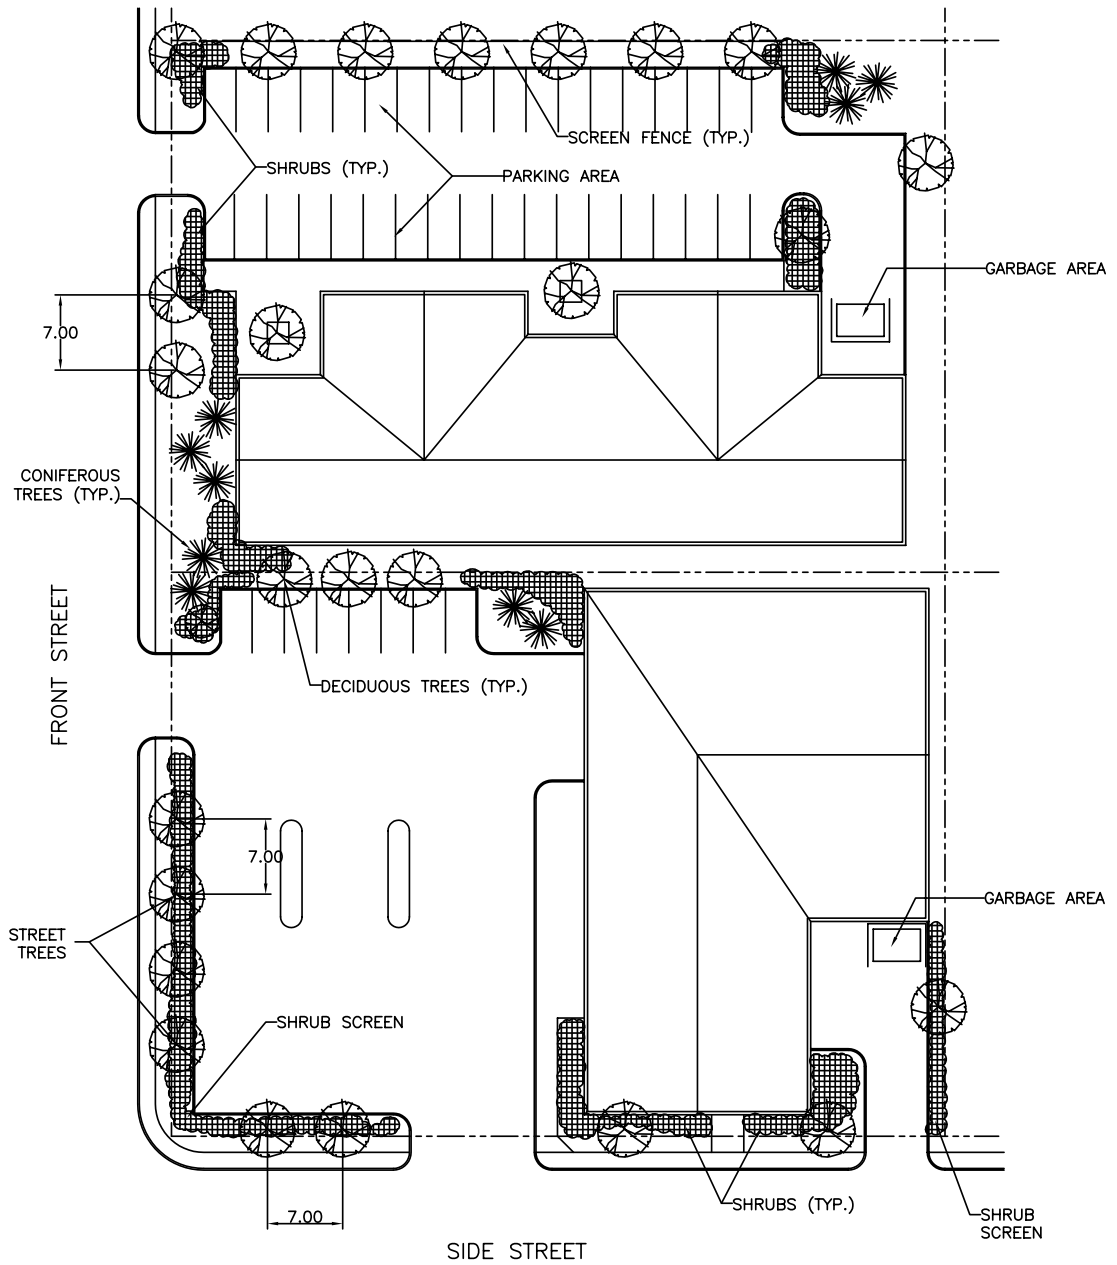 SCREEN FENCE (TYP.)
SHRUBS (TYP.)
PARKING AREA
GARBAGE AREA
7.00
CONIFEROUS
TREES (TYP.)
FRONT STREET
DECIDUOUS TREES (TYP.)
7.00
GARBAGE AREA
STREET
TREES
SHRUB SCREEN
SHRUBS (TYP.)
7.00
SHRUB
SCREEN
SIDE STREET